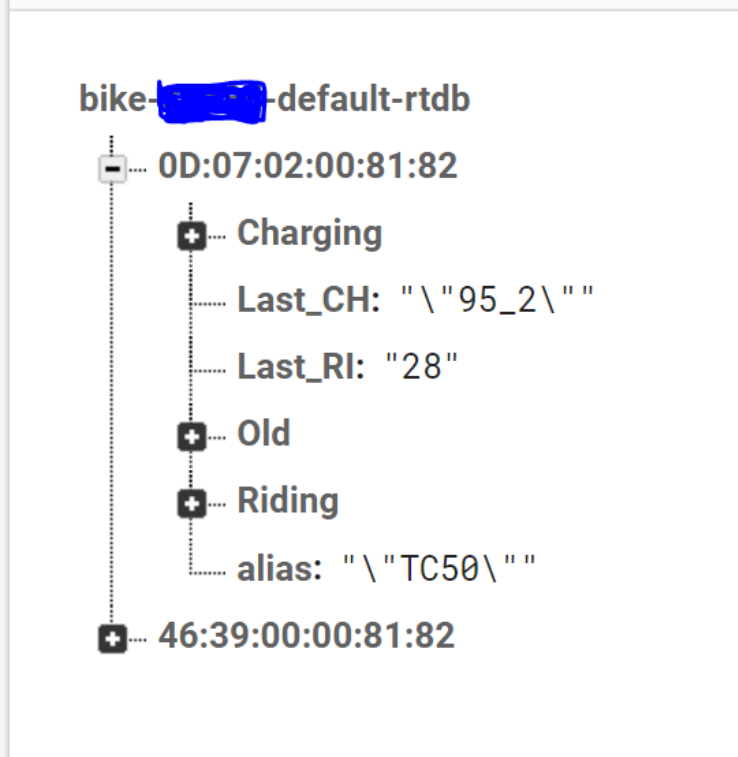 bike- -default-rtdb
0D:07:02:00:81:82
Charging
Last_CH: "\"95_2\""
Last_RI: "28"
Old
Riding
alias: "\"TC50\""
46:39:00:00:81:82